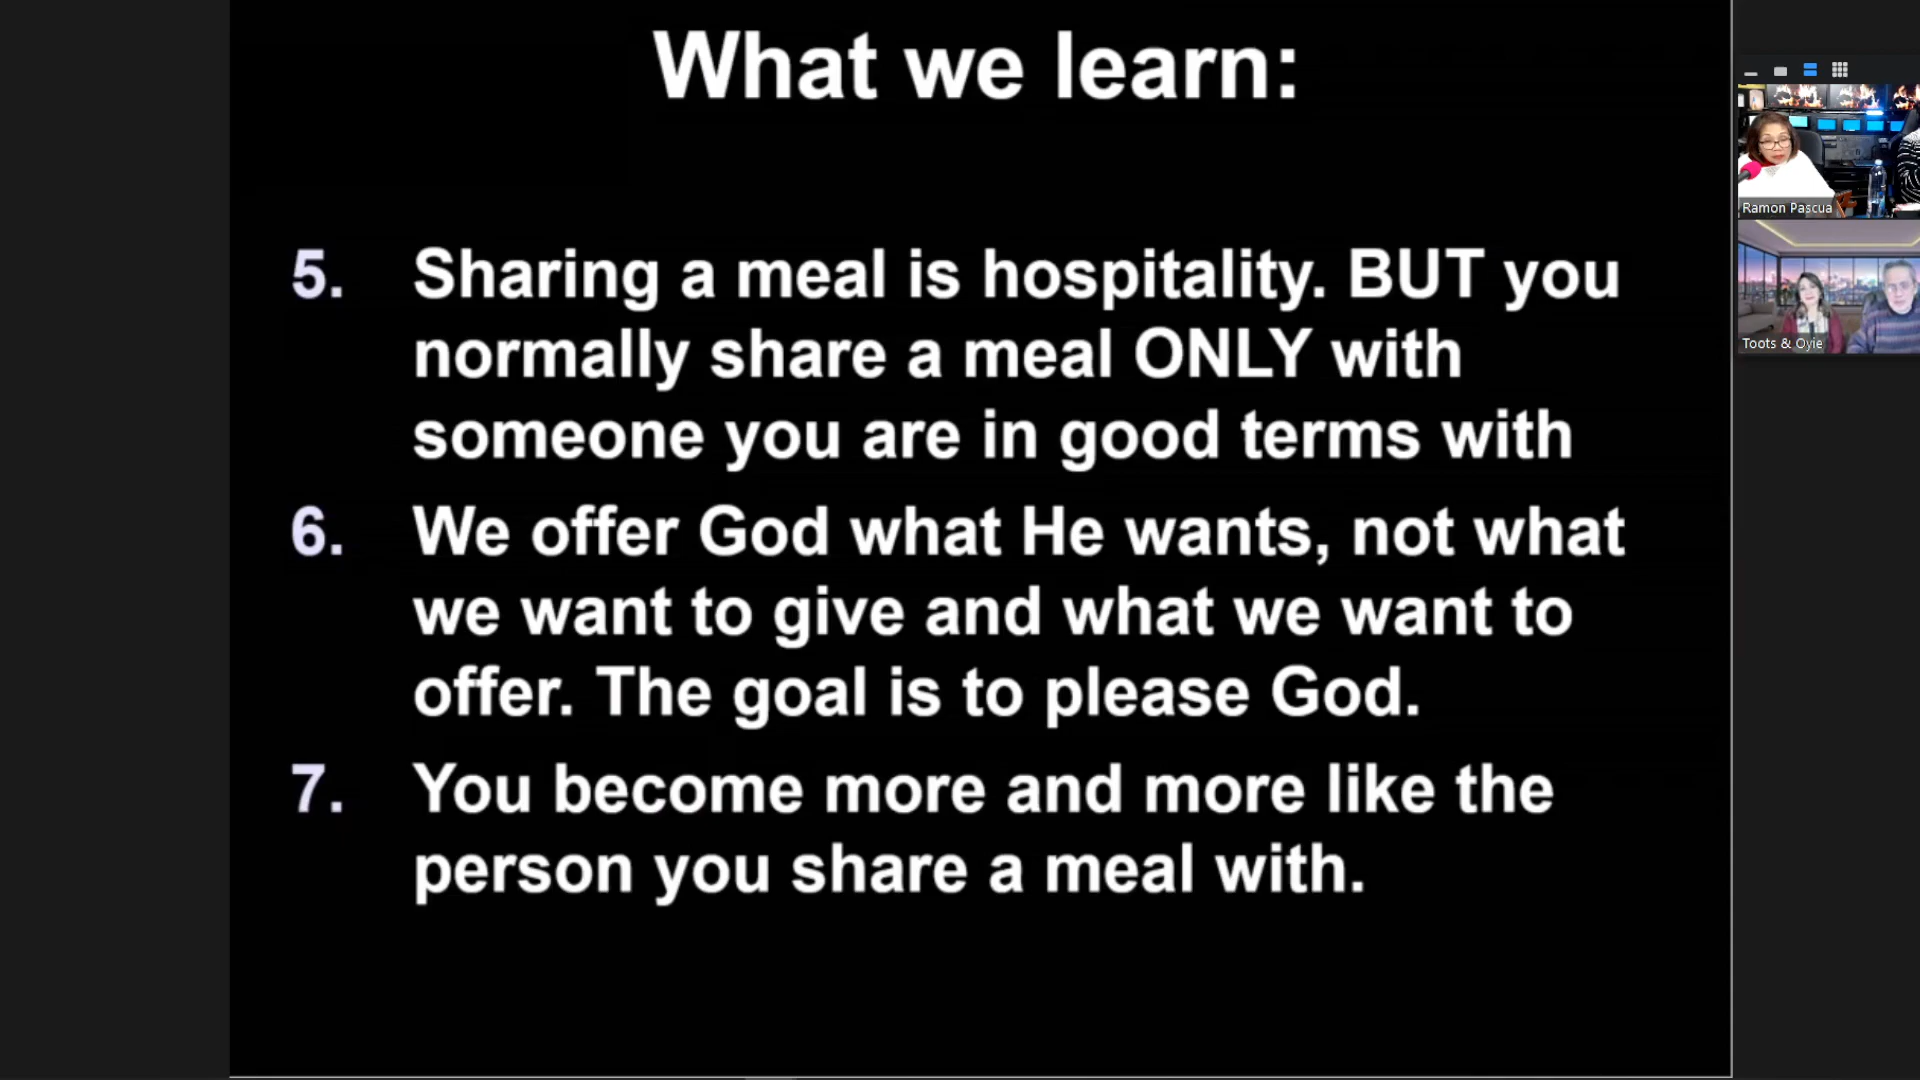 What we learn:
5. Sharing a meal is hospitality. BUT you
normally share a meal ONLY with
someone you are in good terms with
6. We offer God what He wants, not what
we want to give and what we want to
offer. The goal is to please God.
7. You become more and more like the
person you share a meal with.
Ramon Pascua
Toots & Oyie